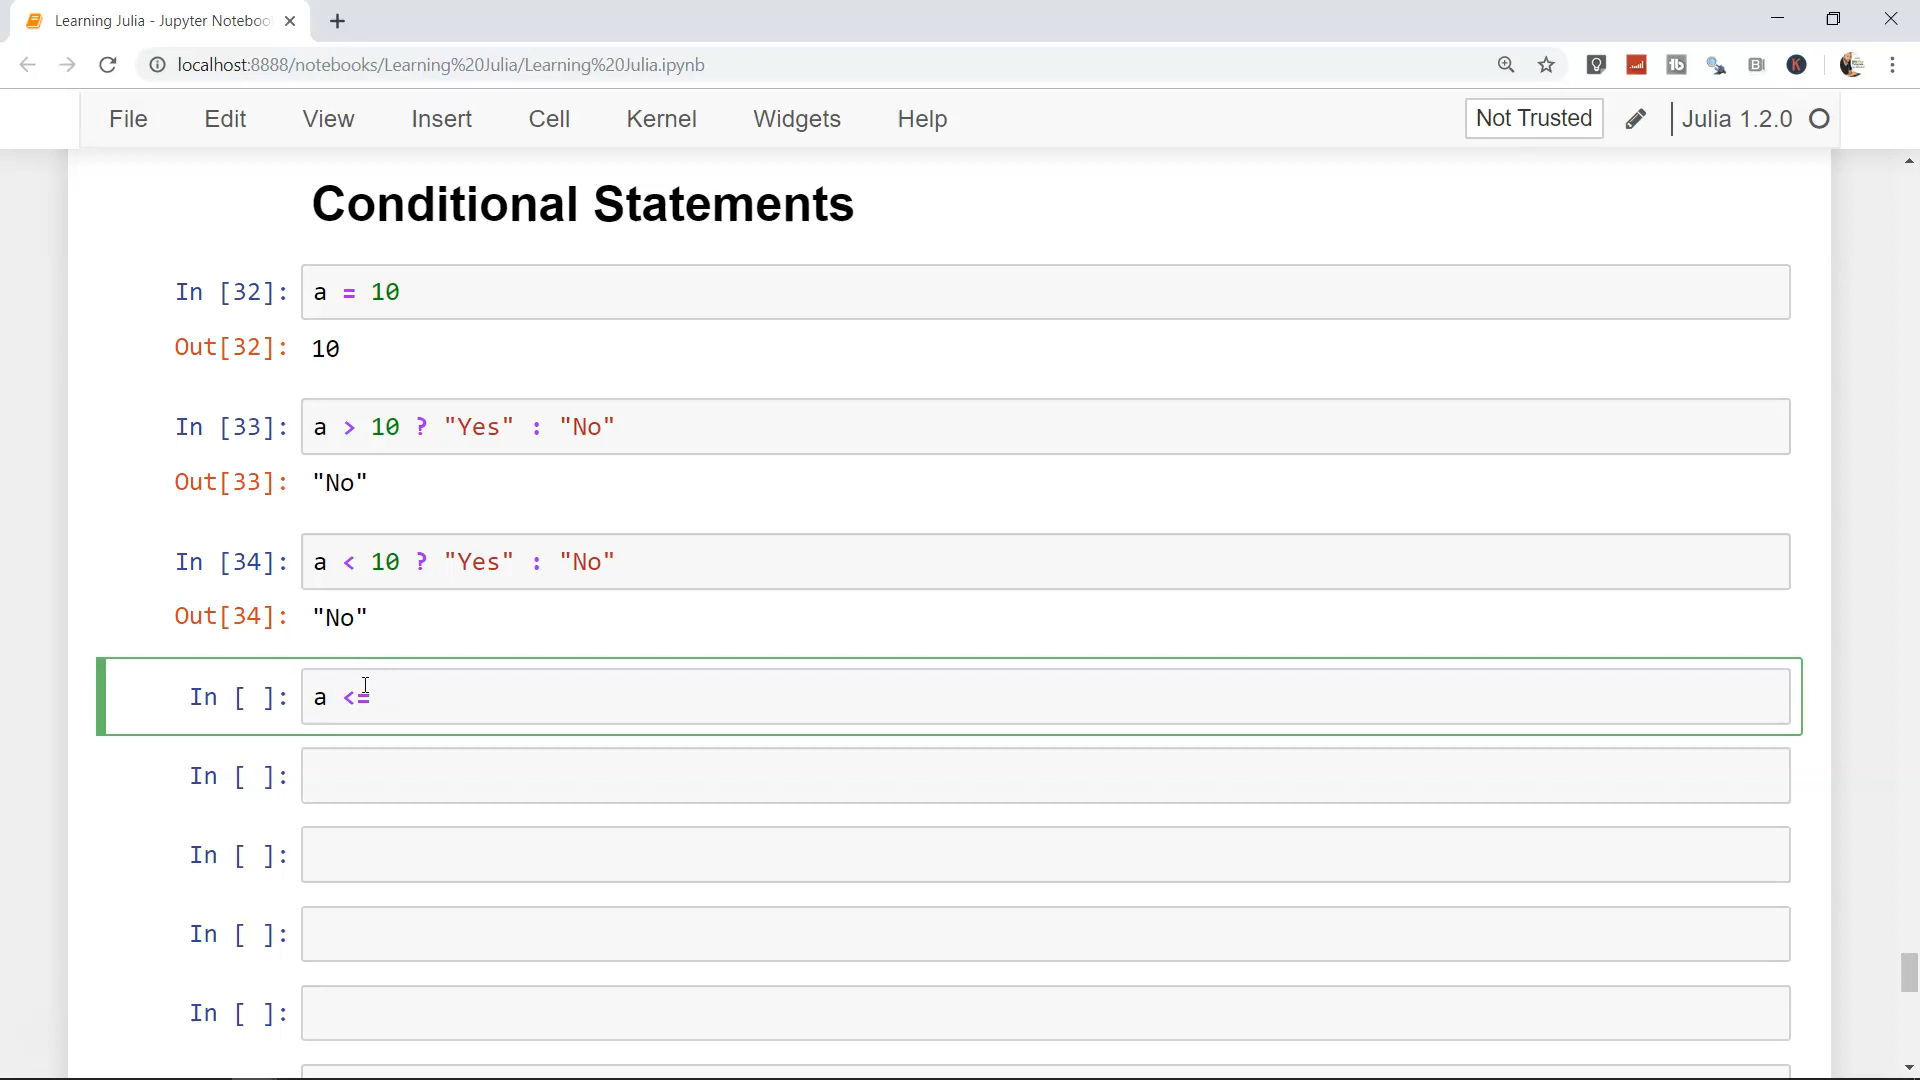 Learning Julia - Jupyter Noteboo
localhost:8888/notebooks/Learning%20Julia/Learning%20Julia.ipynb
File Edit View Insert Cell Kernel Widgets Help Not Trusted Julia 1.2.0
Conditional Statements
In [32]: a = 10
Out[32]: 10
In [33]: a > 10 ? "Yes" : "No"
Out[33]: "No"
In [34]: a < 10 ? "Yes" : "No"
Out[34]: "No"
In [ ]: a <=
In [ ]:
In [ ]:
In [ ]:
In [ ]: